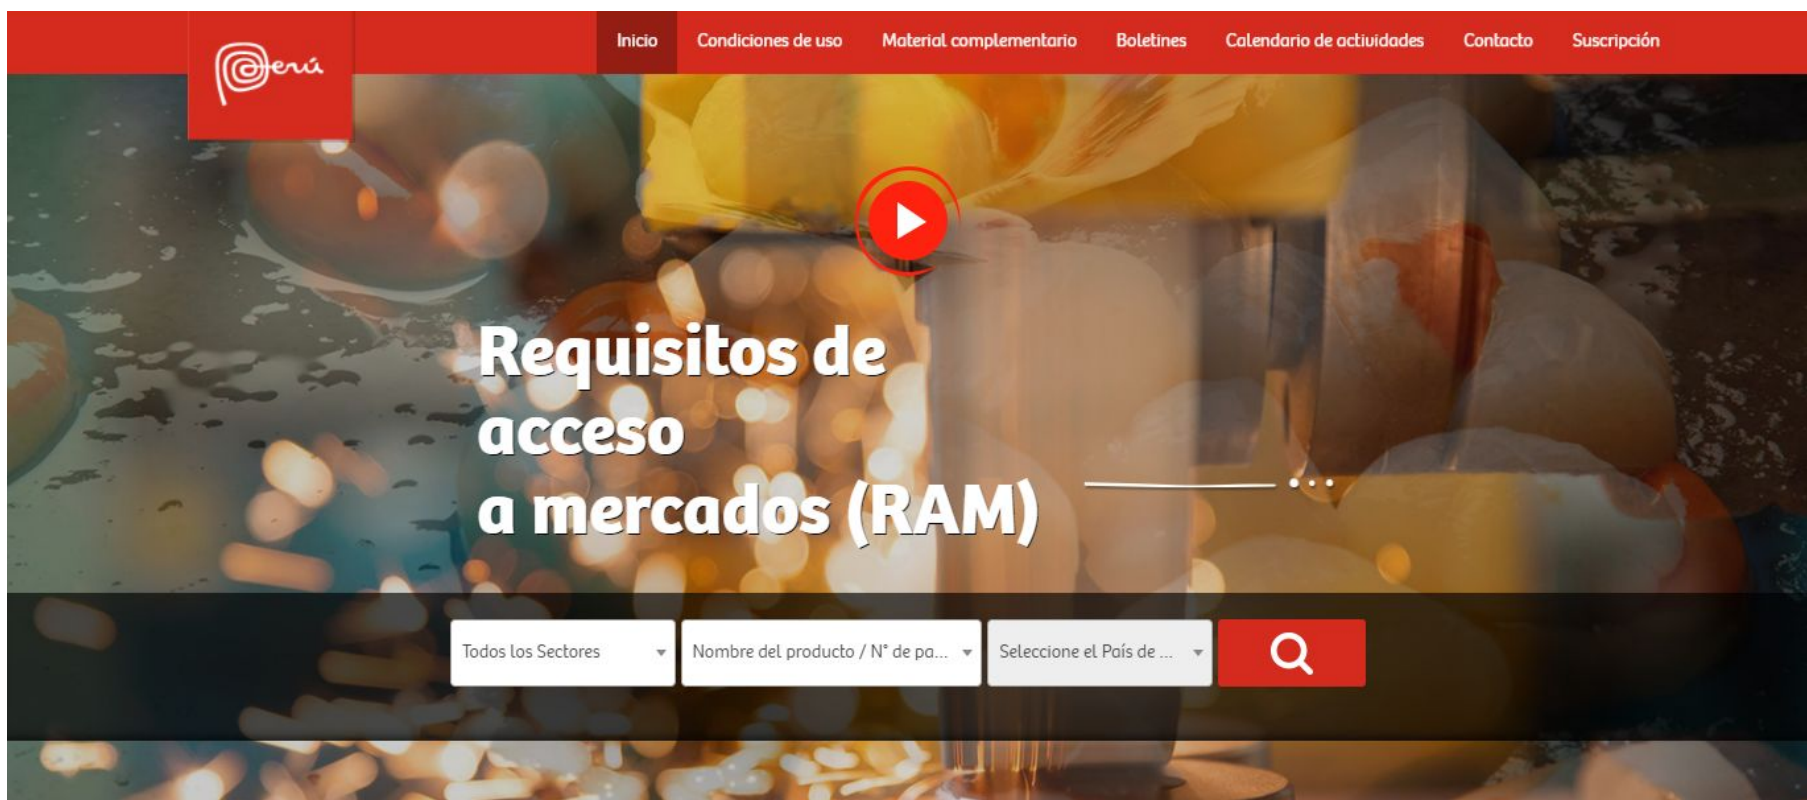 Perú
Inicio Condiciones de uso Material complementario Boletines Calendario de actividades Contacto Suscripción
Requisitos de
acceso
a mercados (RAM)
Todos los Sectores Nombre del producto / N° de pa... Seleccione el País de ...